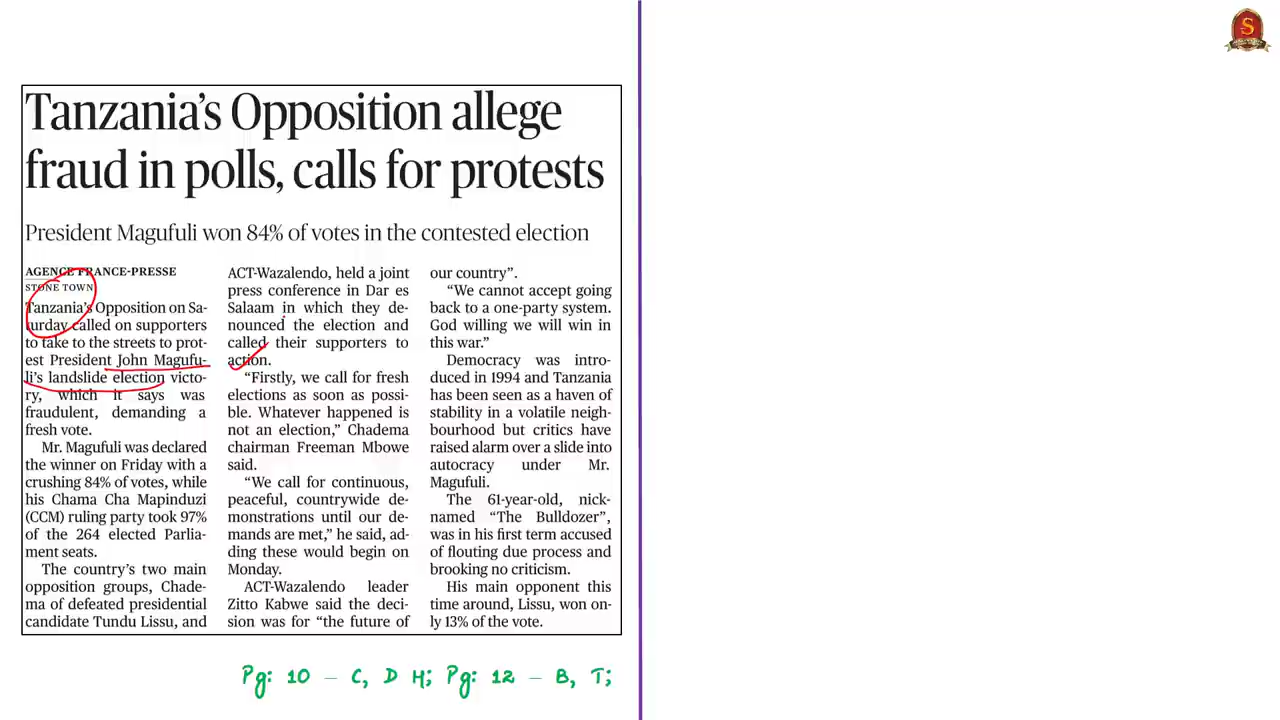 S
Tanzania's Opposition allege
fraud in polls, calls for protests
President Magufuli won 84% of votes in the contested election
AGENCE FRANCE-PRESSE
STONE TOWN
Tanzania's Opposition on Sa-
turday called on supporters
to take to the streets to prot-
est President John Magufu-
li's landslide election victo-
ry, which it says was
fraudulent, demanding a
fresh vote.
Mr. Magufuli was declared
the winner on Friday with a
crushing 84% of votes, while
his Chama Cha Mapinduzi
(CCM) ruling party took 97%
of the 264 elected Parlia-
ment seats.
The country's two main
opposition groups, Chade-
ma of defeated presidential
candidate Tundu Lissu, and
ACT-Wazalendo, held a joint
press conference in Dar es
Salaam in which they de-
nounced the election and
called their supporters to
action.
"Firstly, we call for fresh
elections as soon as possi-
ble. Whatever happened is
not an election," Chadema
chairman Freeman Mbowe
said.
"We call for continuous,
peaceful, countrywide de-
monstrations until our de-
mands are met," he said, ad-
ding these would begin on
Monday.
ACT-Wazalendo leader
Zitto Kabwe said the deci-
sion was for "the future of
our country".
"We cannot accept going
back to a one-party system.
God willing we will win in
this war."
Democracy was intro-
duced in 1994 and Tanzania
has been seen as a haven of
stability in a volatile neigh-
bourhood but critics have
raised alarm over a slide into
autocracy under Mr.
Magufuli.
The 61-year-old, nick-
named "The Bulldozer",
was in his first term accused
of flouting due process and
brooking no criticism.
His main opponent this
time around, Lissu, won on-
ly 13% of the vote.
Pg: 10 – C, D H; Pg: 12 – B, T;